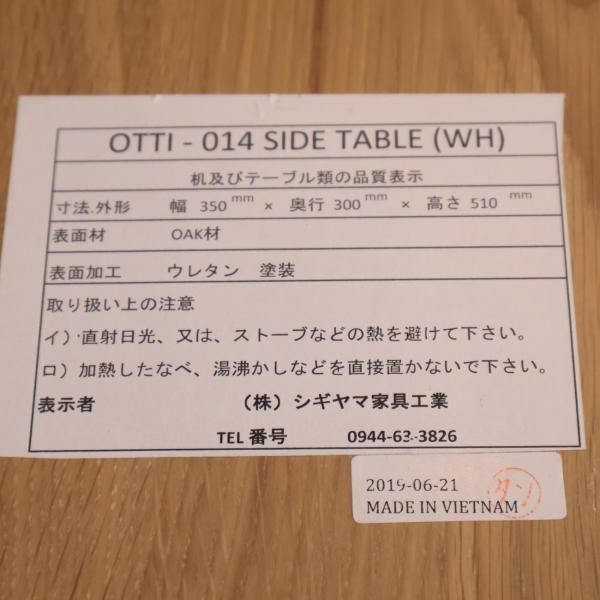 OTTI - 014 SIDE TABLE (WH)
机及びテーブル類の品質表示
寸法.外形 幅 350 mm × 奥行 300 mm × 高さ 510 mm
表面材 OAK材
表面加工 ウレタン 塗装
取り扱い上の注意
イ）直射日光、又は、ストーブなどの熱を避けて下さい。
ロ）加熱したなべ、湯沸かしなどを直接置かないで下さい。
表示者 （株）シギヤマ家具工業
TEL 番号 0944-63-3826
2019-06-21
MADE IN VIETNAM